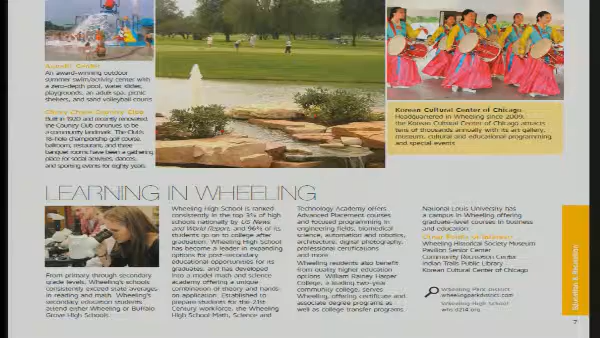 Aquatic Center
An award-winning outdoor
summer swim/activity center with
a zero-depth pool, water slides,
playgrounds, an adult spa, picnic
shelters, and sand volleyball courts
Built in 1920 and recently renovated,
the Country Club continues to be
a community landmark. The Club's
18-hole championship golf course,
ballroom, restaurant, and three
banquet rooms have been a gathering
place for social activities, dances,
and sporting events for eighty years.
Korean Cultural Center of Chicago
Headquartered in Wheeling since 2009,
the Korean Cultural Center of Chicago attracts
tens of thousands annually with its art gallery,
museum, cultural and educational programming
and special events
LEARNING IN WHEELING
From primary through secondary
grade levels, Wheeling's schools
consistently exceed state averages
in reading and math. Wheeling's
secondary education students
attend either Wheeling or Buffalo
Grove High Schools.
Wheeling High School is ranked
consistently in the top 3% of high
schools nationally by US News
and World Report, and 96% of its
students go on to college after
graduation. Wheeling High School
has become a leader in expanding
options for post-secondary
educational opportunities for its
graduates, and has developed
into a model math and science
academy offering a unique
combination of theory and hands-
on application. Established to
prepare students for the 21st
Century workforce, the Wheeling
High School Math, Science and
Technology Academy offers
Advanced Placement courses
and focused programming in
engineering fields, biomedical
science, automation and robotics,
architecture, digital photography,
professional certifications
and more.
Wheeling residents also benefit
from quality higher education
options. William Rainey Harper
College, a leading two-year
community college, serves
Wheeling, offering certificate and
associate degree programs as
well as college transfer programs.
National Louis University has
a campus in Wheeling offering
graduate-level courses in business
and education.
Other Points of Interest
Wheeling Historical Society Museum
Pavilion Senior Center
Community Recreation Center
Indian Trails Public Library
Korean Cultural Center of Chicago
Wheeling Park District
wheelingparkdistrict.com
Wheeling High School
whs.d214.org
Education & Recreation